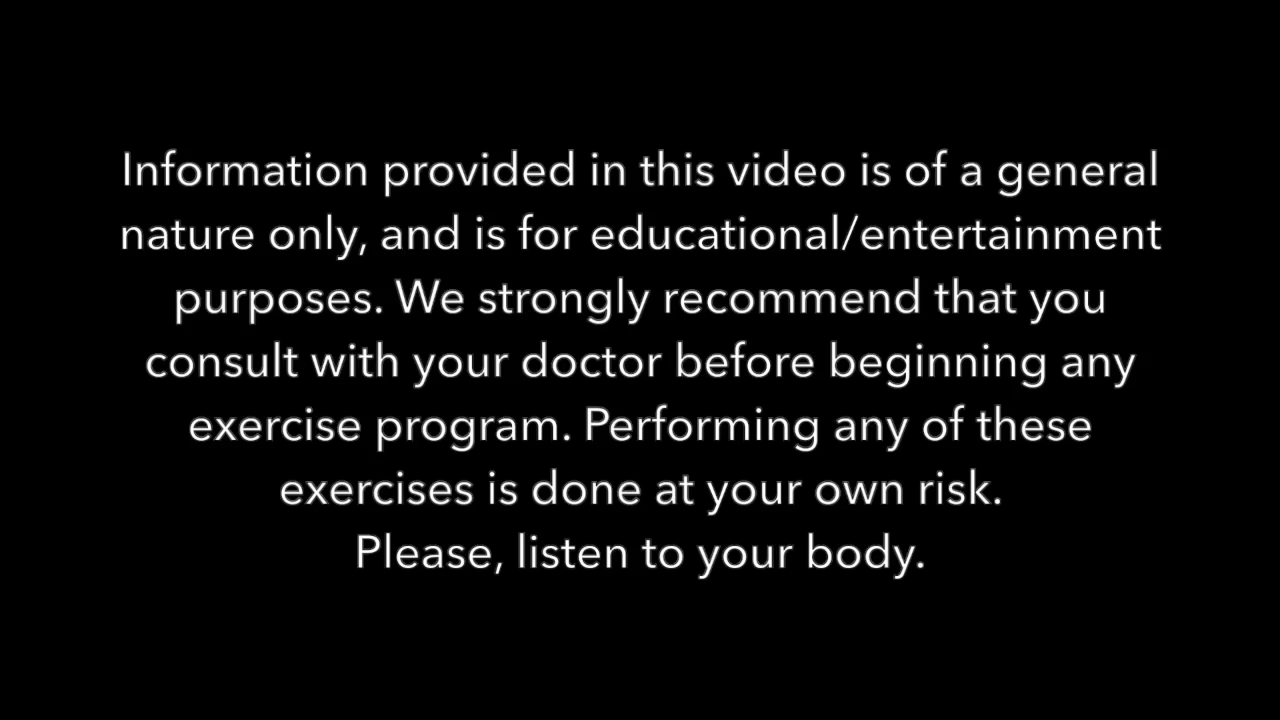 Information provided in this video is of a general
nature only, and is for educational/entertainment
purposes. We strongly recommend that you
consult with your doctor before beginning any
exercise program. Performing any of these
exercises is done at your own risk.
Please, listen to your body.